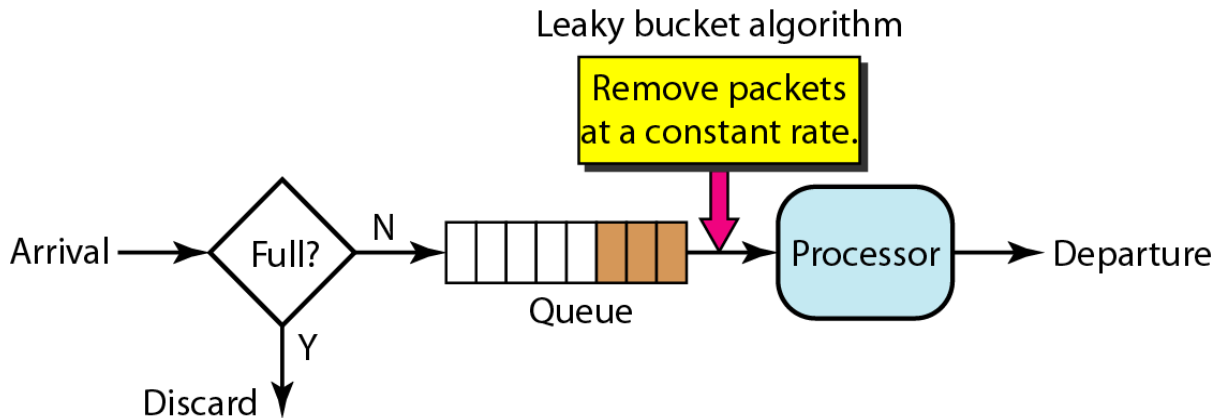 Leaky bucket algorithm
Remove packets
at a constant rate.
Arrival
Full?
N
Queue
Processor
Departure
Y
Discard